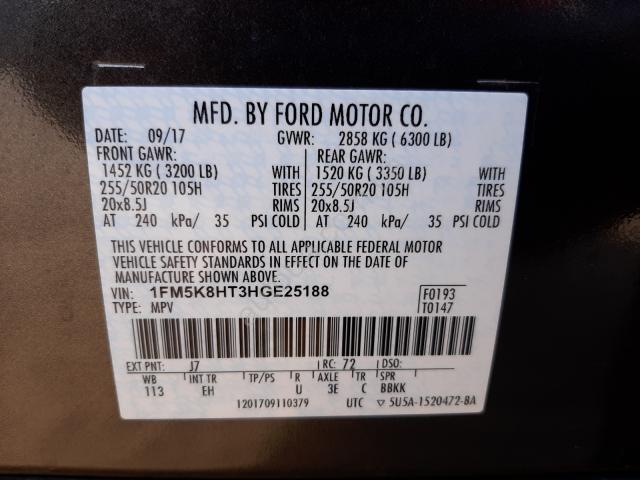 MFD. BY FORD MOTOR CO.
DATE: 09/17 GVWR: 2858 KG ( 6300 LB)
FRONT GAWR: REAR GAWR:
1452 KG ( 3200 LB) 1520 KG ( 3350 LB)
255/50R20 105H TIRES 255/50R20 105H TIRES
20x8.5J RIMS 20x8.5J RIMS
AT 240 kPa/ 35 PSI COLD AT 240 kPa/ 35 PSI COLD
THIS VEHICLE CONFORMS TO ALL APPLICABLE FEDERAL MOTOR
VEHICLE SAFETY STANDARDS IN EFFECT ON THE DATE OF
MANUFACTURE SHOWN ABOVE.
VIN: 1FM5K8HT3HGE25188 F0193
TYPE: MPV T0147
EXT PNT: J7 RC: 72 DSO:
WB INT TR TP/PS R AXLE TR SPR
113 EH U 3E C BBKK
1201709110379 UTC ▽ 5U5A-1520472-BA